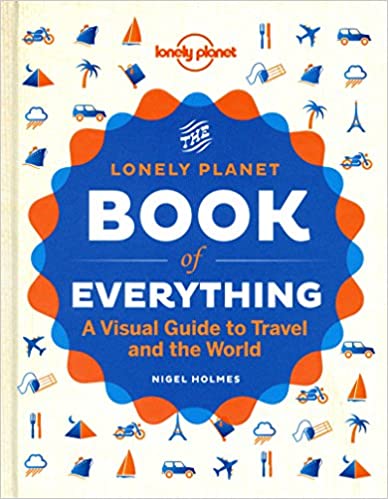 lonely planet
THE
LONELY PLANET
BOOK
of
EVERYTHING
A Visual Guide to Travel
and the World
NIGEL HOLMES